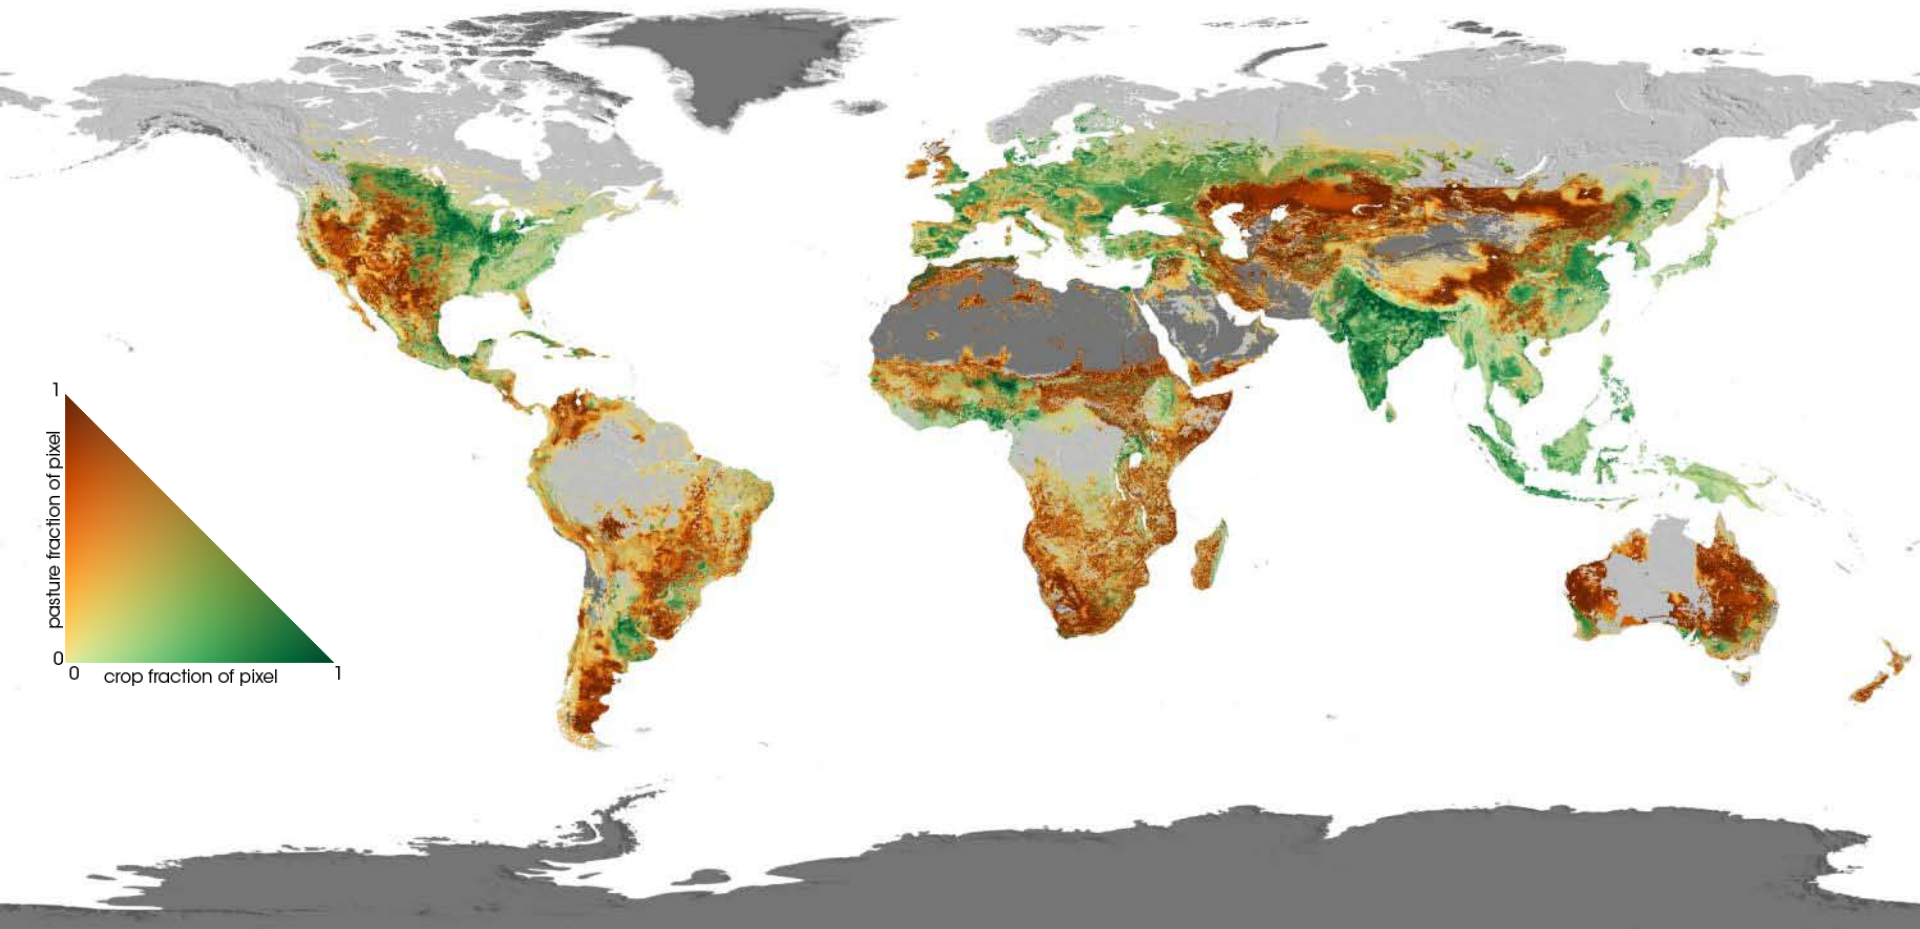 1
pasture fraction of pixel
0
0
crop fraction of pixel
1